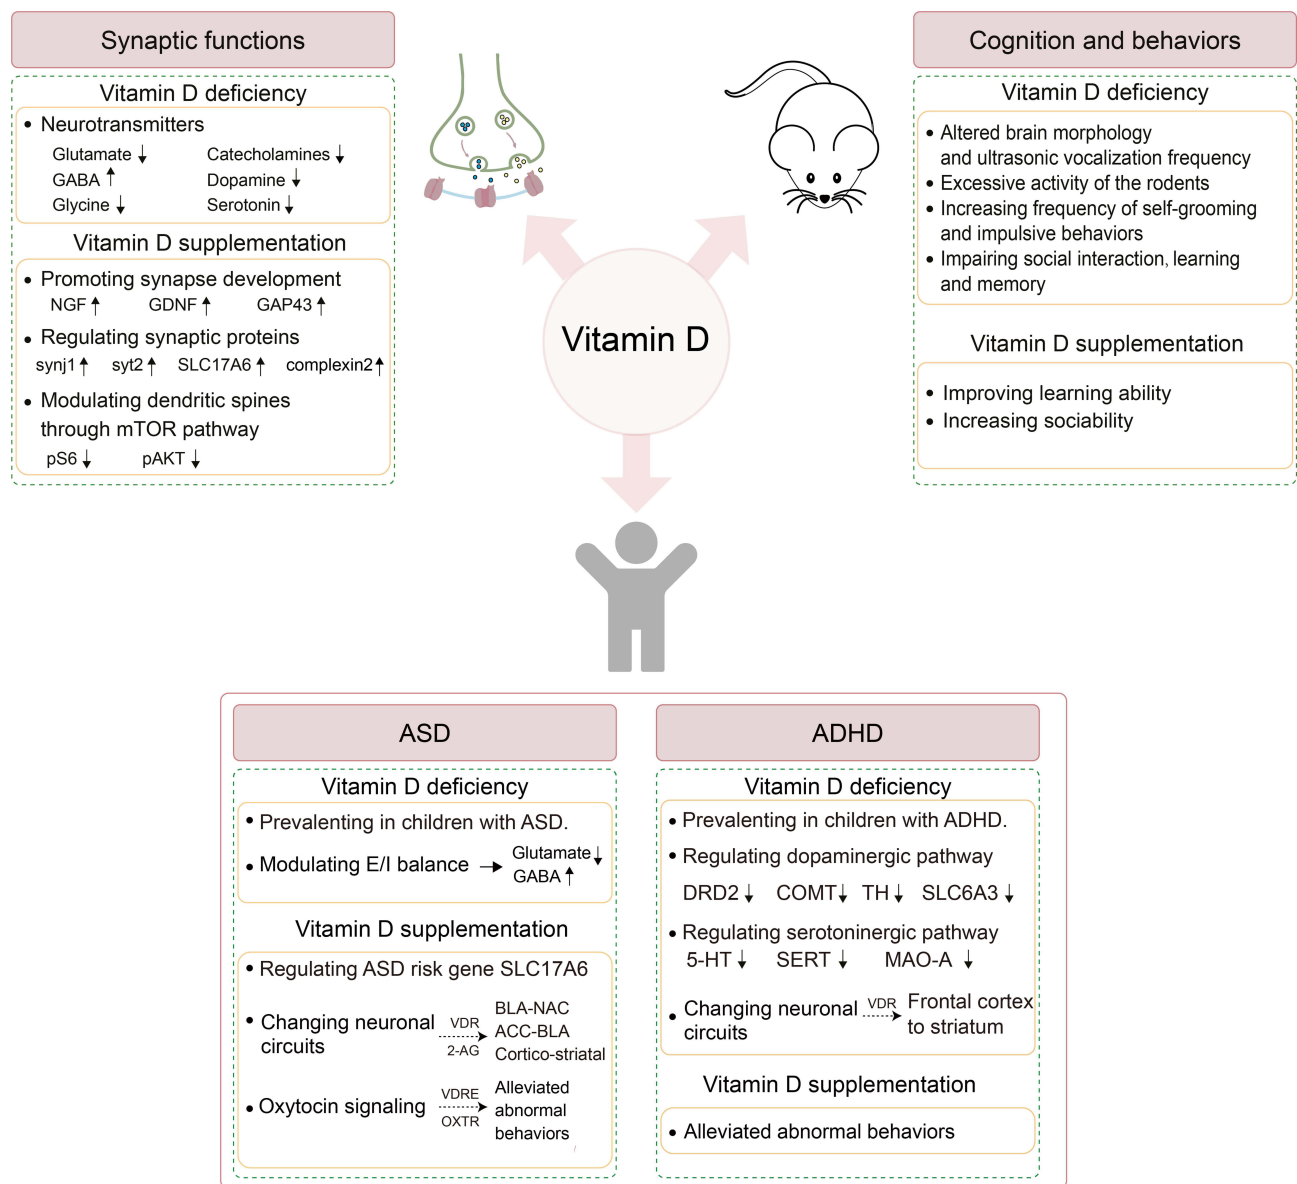 Synaptic functions
Vitamin D deficiency
• Neurotransmitters
Glutamate ↓ Catecholamines ↓
GABA ↑ Dopamine ↓
Glycine ↓ Serotonin ↓
Vitamin D supplementation
• Promoting synapse development
NGF ↑ GDNF ↑ GAP43 ↑
• Regulating synaptic proteins
synj1 ↑ syt2 ↑ SLC17A6 ↑ complexin2 ↑
• Modulating dendritic spines
through mTOR pathway
pS6 ↓ pAKT ↓
Vitamin D
Cognition and behaviors
Vitamin D deficiency
• Altered brain morphology
and ultrasonic vocalization frequency
• Excessive activity of the rodents
• Increasing frequency of self-grooming
and impulsive behaviors
• Impairing social interaction, learning
and memory
Vitamin D supplementation
• Improving learning ability
• Increasing sociability
ASD
Vitamin D deficiency
• Prevalenting in children with ASD.
• Modulating E/I balance → Glutamate ↓
GABA ↑
Vitamin D supplementation
• Regulating ASD risk gene SLC17A6
• Changing neuronal
circuits
VDR
2-AG
BLA-NAC
ACC-BLA
Cortico-striatal
• Oxytocin signaling
VDRE
OXTR
Alleviated
abnormal
behaviors
ADHD
Vitamin D deficiency
• Prevalenting in children with ADHD.
• Regulating dopaminergic pathway
DRD2 ↓ COMT ↓ TH ↓ SLC6A3 ↓
• Regulating serotoninergic pathway
5-HT ↓ SERT ↓ MAO-A ↓
• Changing neuronal
circuits
VDR
Frontal cortex
to striatum
Vitamin D supplementation
• Alleviated abnormal behaviors